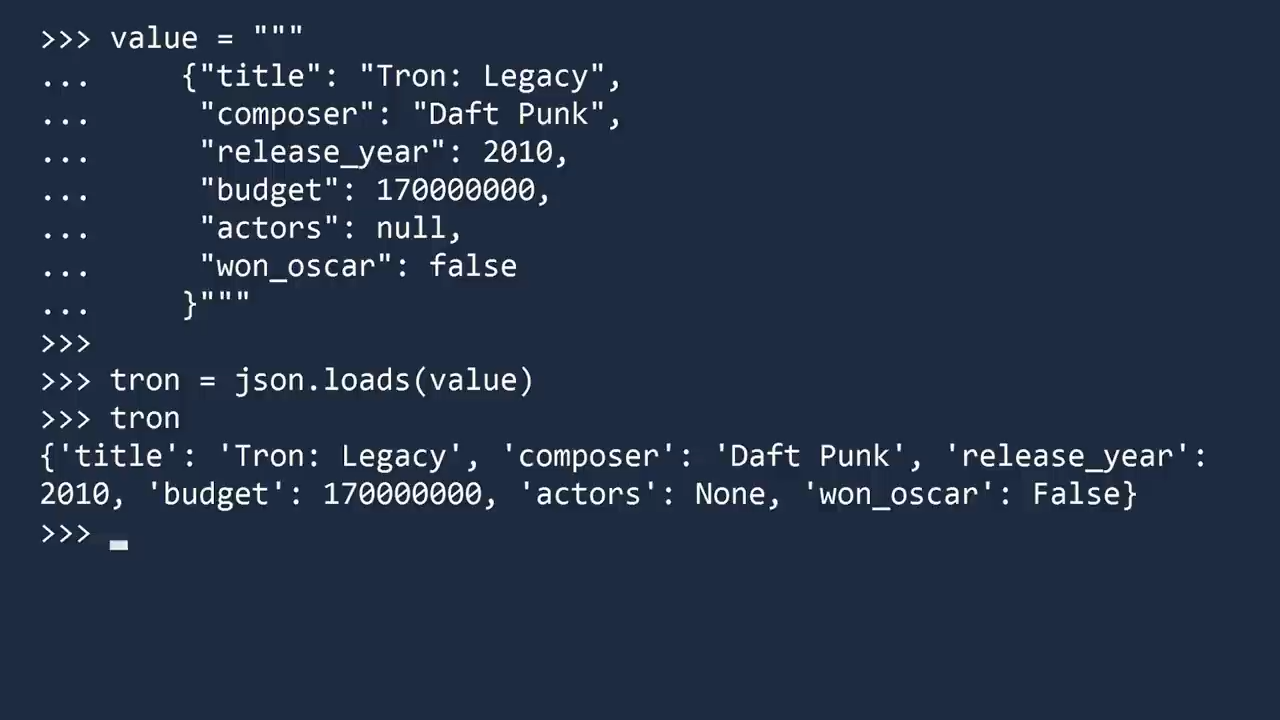 >>> value = """
...     {"title": "Tron: Legacy",
...      "composer": "Daft Punk",
...      "release_year": 2010,
...      "budget": 170000000,
...      "actors": null,
...      "won_oscar": false
...     }"""
>>>
>>> tron = json.loads(value)
>>> tron
{'title': 'Tron: Legacy', 'composer': 'Daft Punk', 'release_year':
2010, 'budget': 170000000, 'actors': None, 'won_oscar': False}
>>>